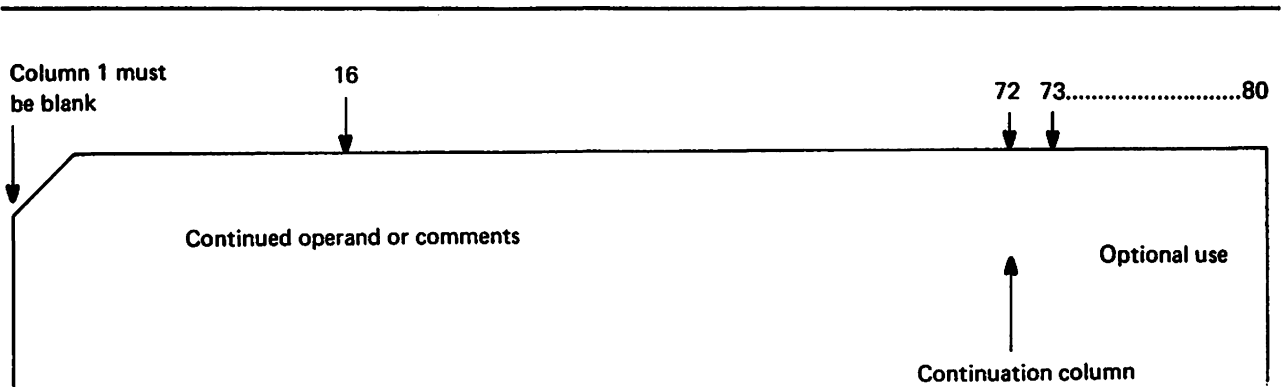 Column 1 must
be blank
16
72 73...........................80
Continued operand or comments
Optional use
Continuation column